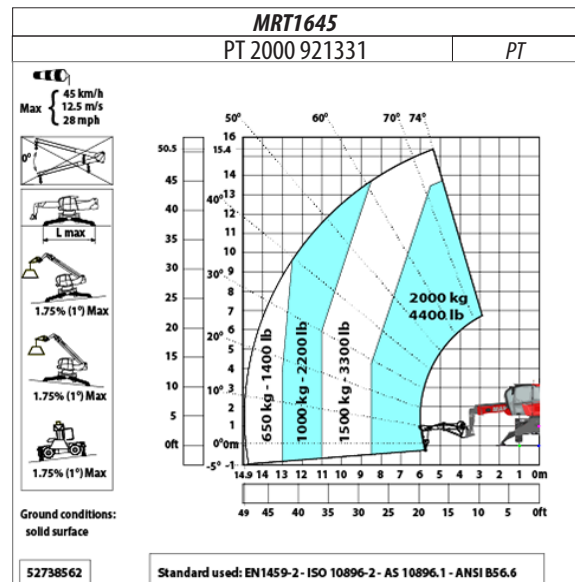 MRT1645
PT 2000 921331 PT
Max 45 km/h
12.5 m/s
28 mph
0°
L max
1.75% (1°) Max
1.75% (1°) Max
1.75% (1°) Max
Ground conditions:
solid surface
52738562
50° 60° 70° 74°
50.5
45
40
35
30
25
20
15
10
5
0ft
16
15.4
14
13
12
11
10
9
8
7
6
5
4
3
2
1
0m
-1
40°
30°
20°
10°
0°
-5°
650 kg - 1400 lb
1000 kg - 2200 lb
1500 kg - 3300 lb
2000 kg
4400 lb
14.9 14 13 12 11 10 9 8 7 6 5 4 3 2 1 0m
49 45 40 35 30 25 20 15 10 5 0ft
Standard used: EN1459-2 - ISO 10896-2 - AS 10896.1 - ANSI B56.6